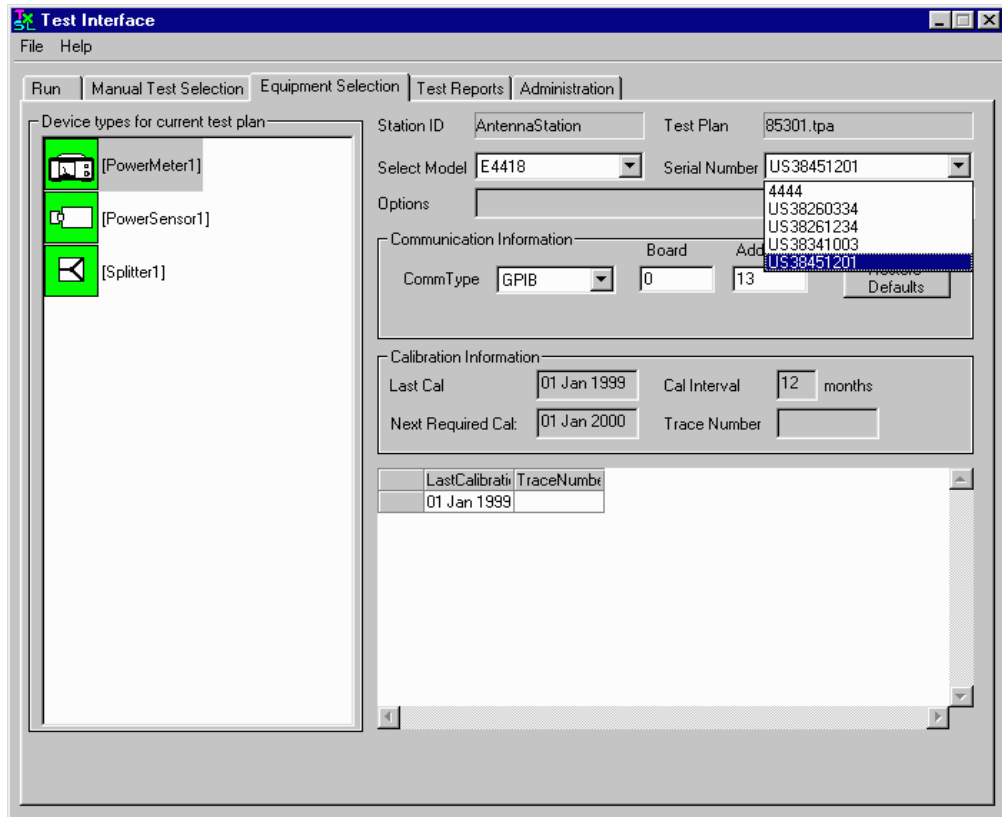 Test Interface
File Help
Run Manual Test Selection Equipment Selection Test Reports Administration
Device types for current test plan
[PowerMeter1]
[PowerSensor1]
[Splitter1]
Station ID AntennaStation Test Plan 85301.tpa
Select Model E4418 Serial Number US38451201
4444
US38260334
US38261234
US38341003
US38451201
Options
Communication Information
Board Add
CommType GPIB 0 13
Defaults
Calibration Information
Last Cal 01 Jan 1999 Cal Interval 12 months
Next Required Cal: 01 Jan 2000 Trace Number
LastCalibrati TraceNumbe
01 Jan 1999